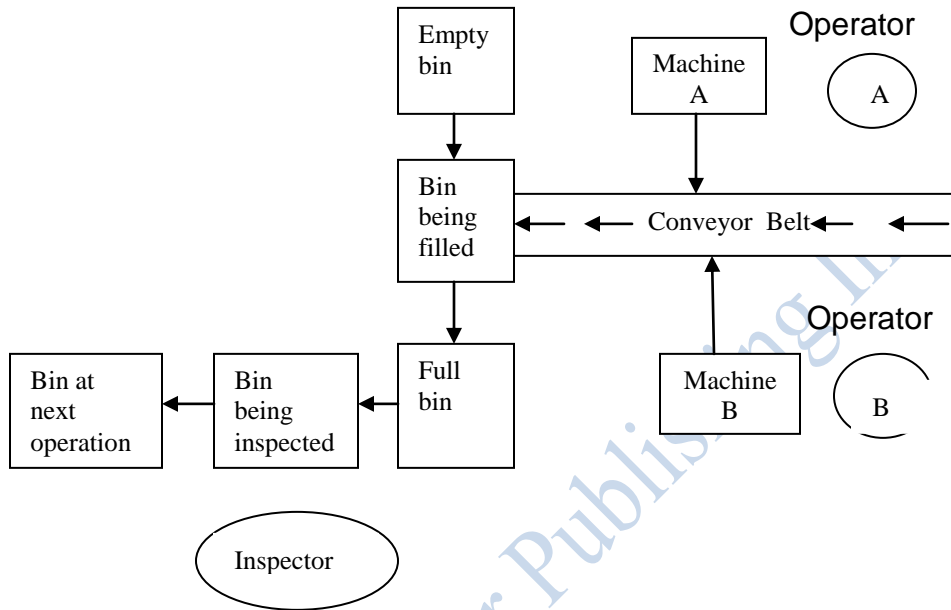 Empty
bin
Machine
A
Operator
A
Bin
being
filled
Conveyor Belt
Operator
Machine
B
B
Full
bin
Bin
being
inspected
Bin at
next
operation
Inspector
r Publishing